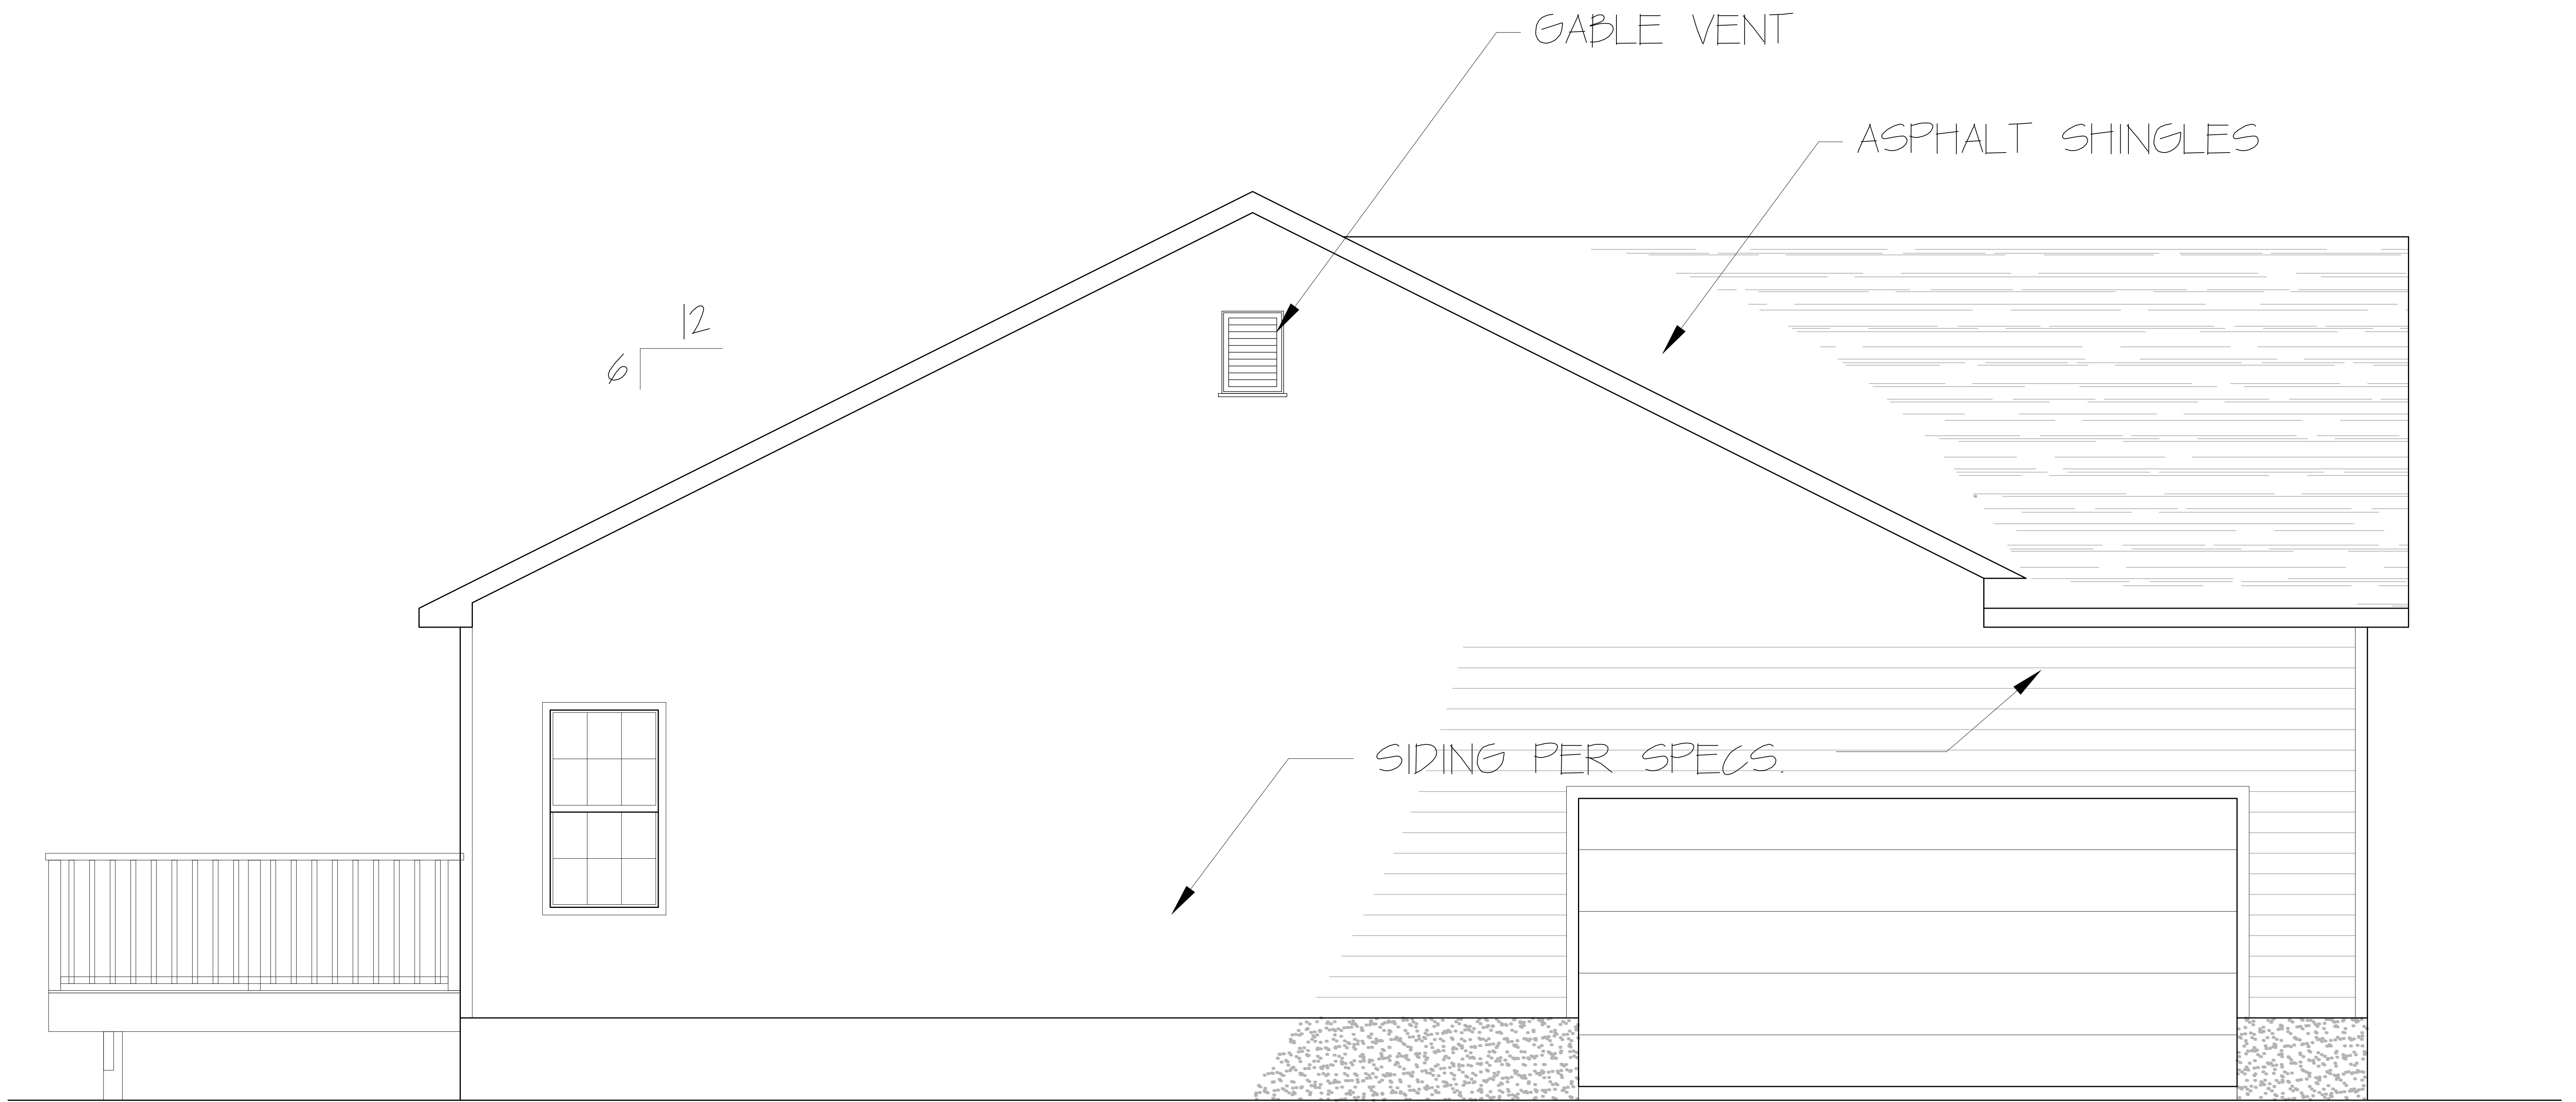 GABLE VENT
ASPHALT SHINGLES
12
6
SIDING PER SPECS.